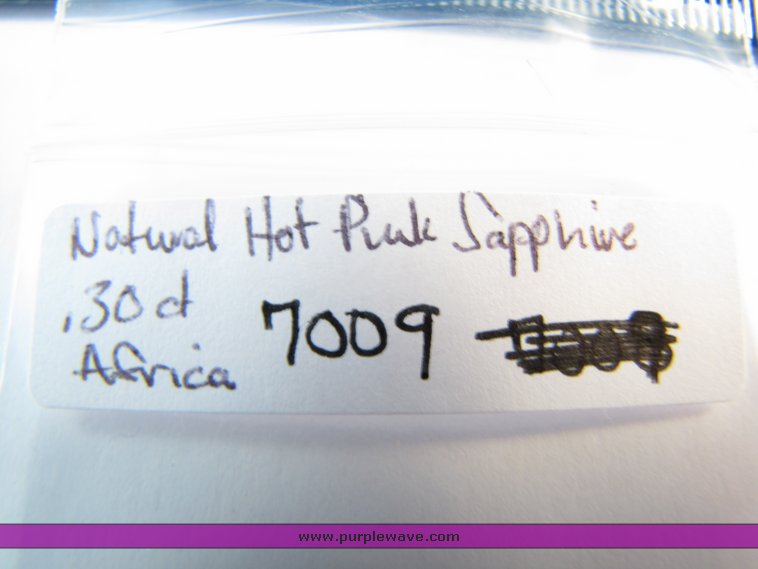 Natural Hot Pink Sapphire
.30 ct 7009
Africa
www.purplewave.com